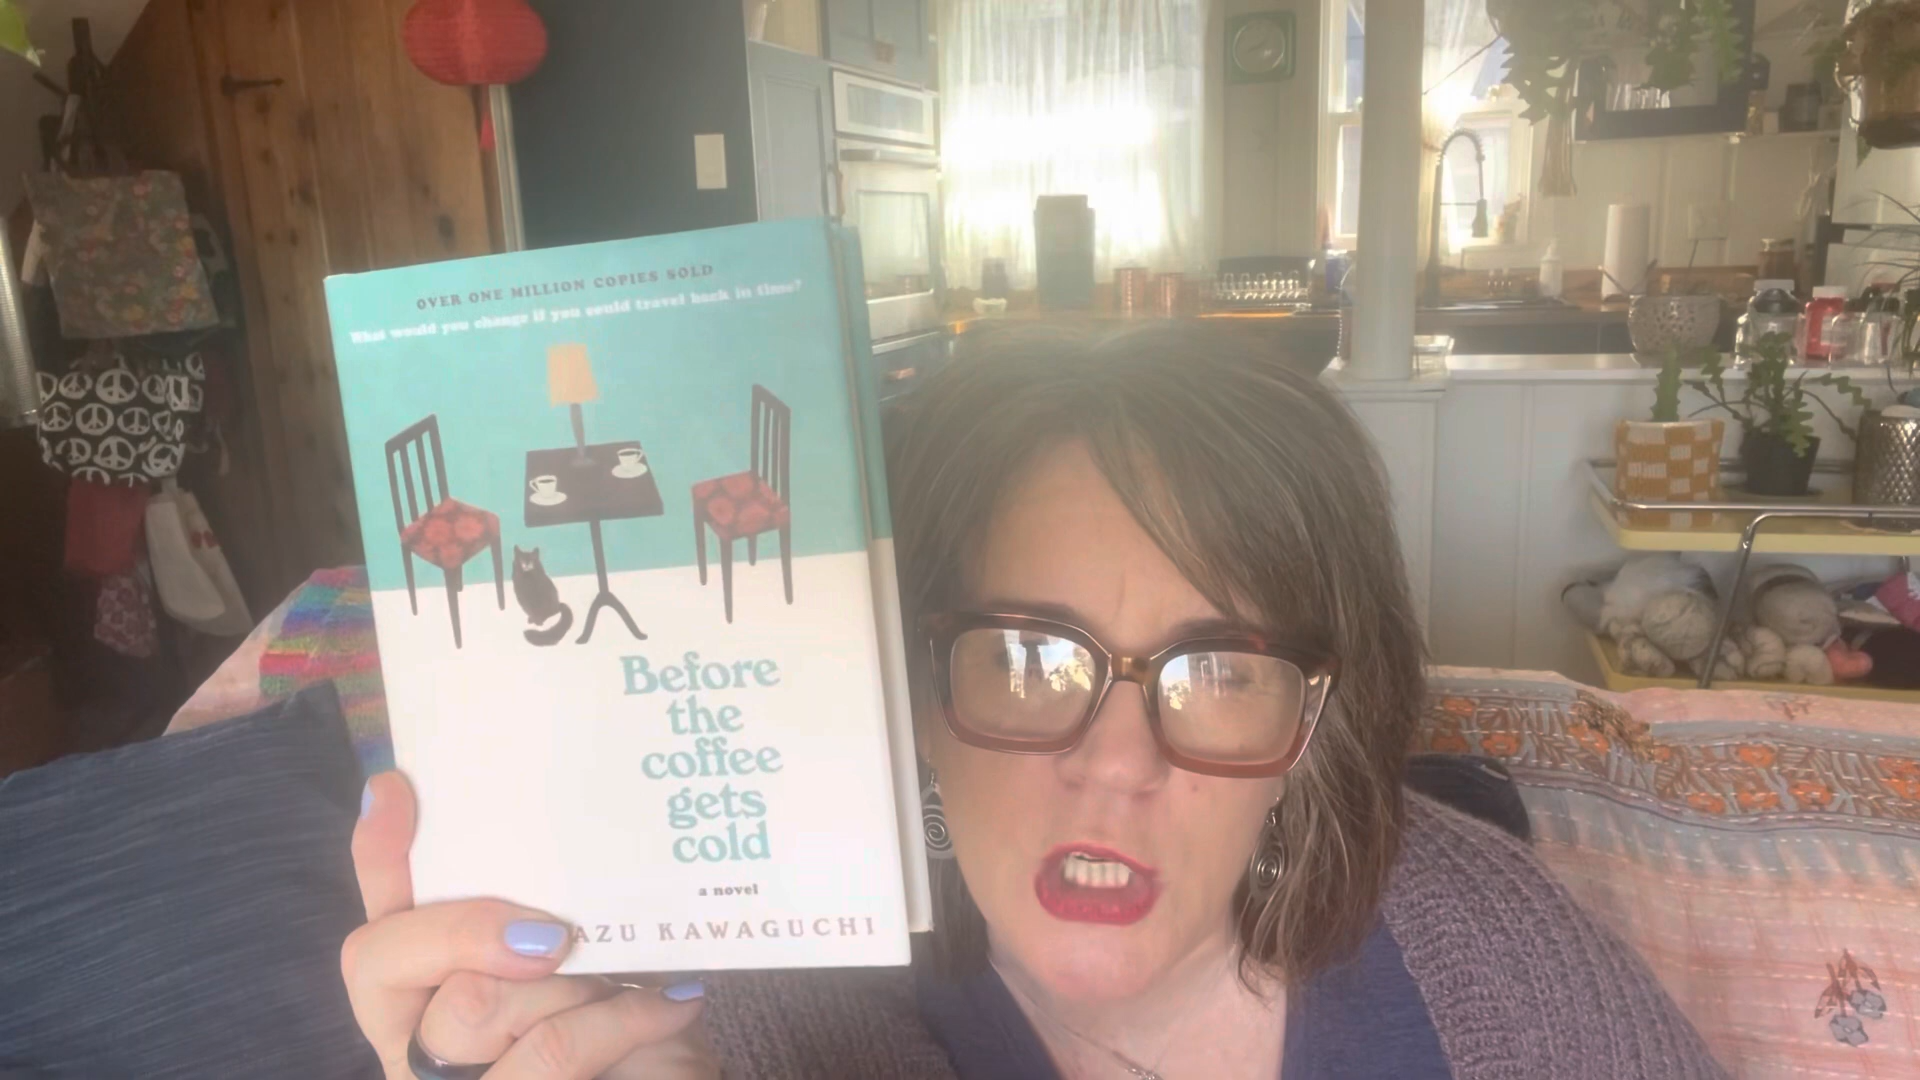 OVER ONE MILLION COPIES SOLD
What would you change if you could travel back in time?
Before
the
coffee
gets
cold
a novel
AZU KAWAGUCHI